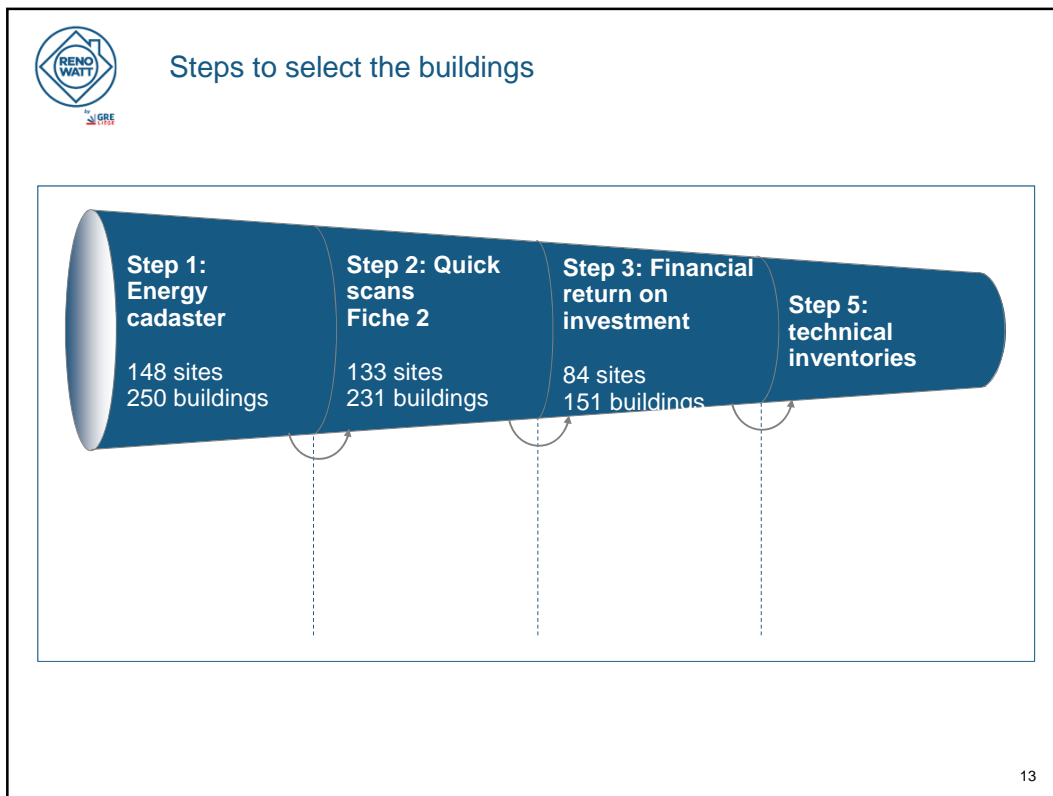 RENO
WATT
by
GRE
LIEGE
Steps to select the buildings
Step 1:
Energy
cadaster
148 sites
250 buildings
Step 2: Quick
scans
Fiche 2
133 sites
231 buildings
Step 3: Financial
return on
investment
84 sites
151 buildings
Step 5:
technical
inventories
13